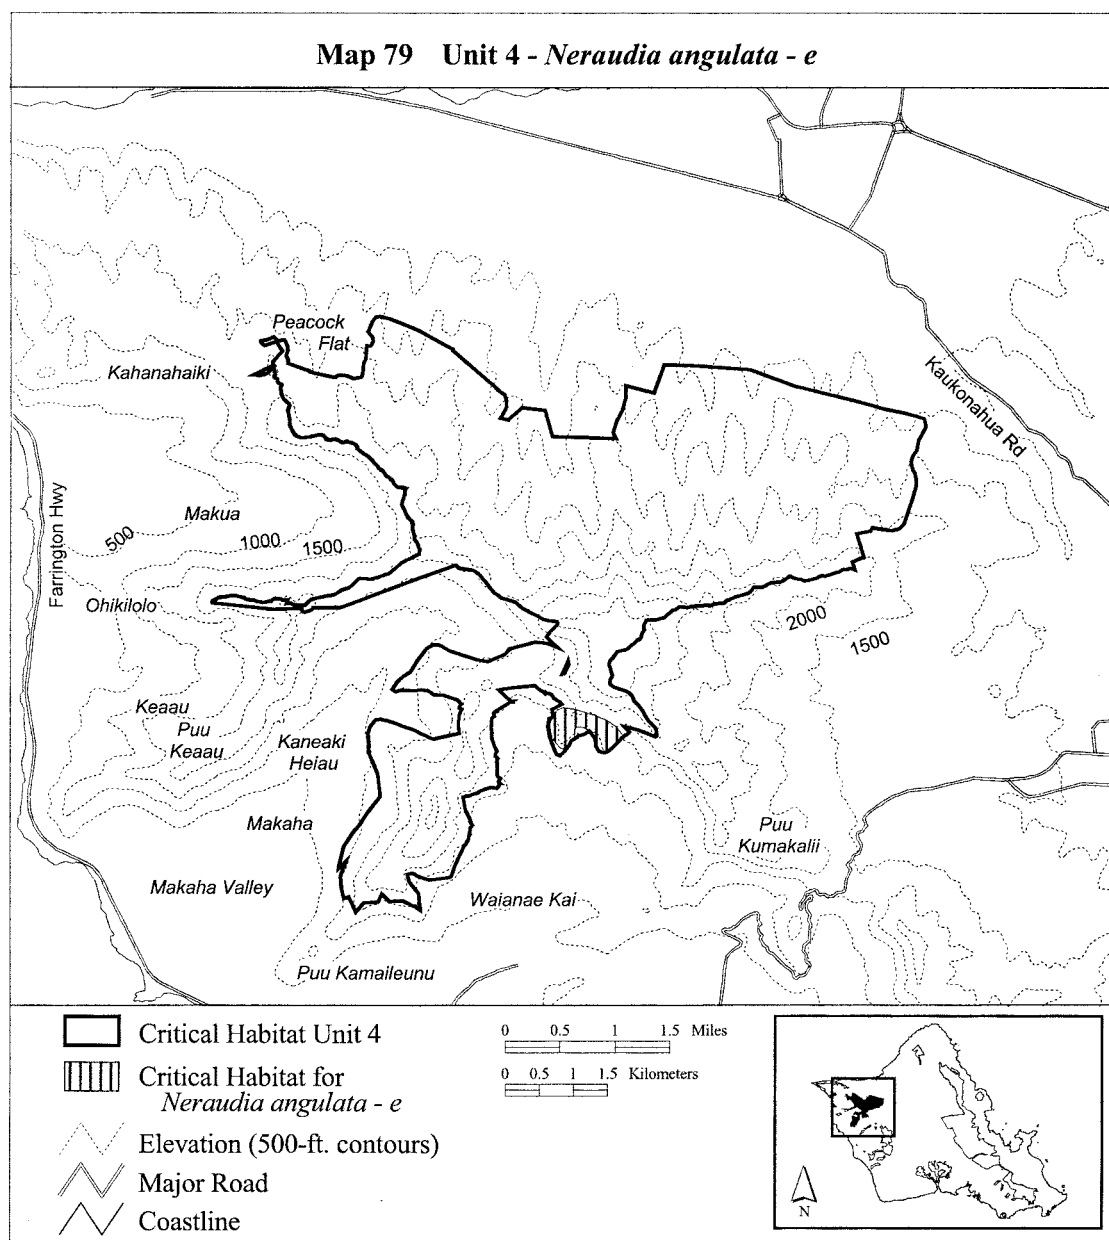 Map 79 Unit 4 - Neraudia angulata - e
Peacock
Flat
Kahanahaiki
Kaukonahua Rd
Farrington Hwy
Makua
500
1000
1500
Ohikilolo
2000
1500
Keaau
Puu
Keaau
Kaneaki
Heiau
Makaha
Puu
Kumakalii
Makaha Valley
Waianae Kai
Puu Kamaileunu
Critical Habitat Unit 4
Critical Habitat for
Neraudia angulata - e
Elevation (500-ft. contours)
Major Road
Coastline
0 0.5 1 1.5 Miles
0 0.5 1 1.5 Kilometers
N